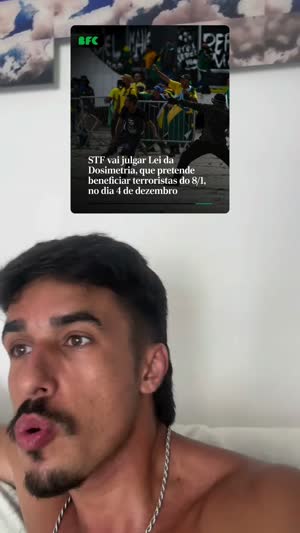 BFC
STF vai julgar Lei da
Dosimetria, que pretende
beneficiar terroristas do 8/1,
no dia 4 de dezembro